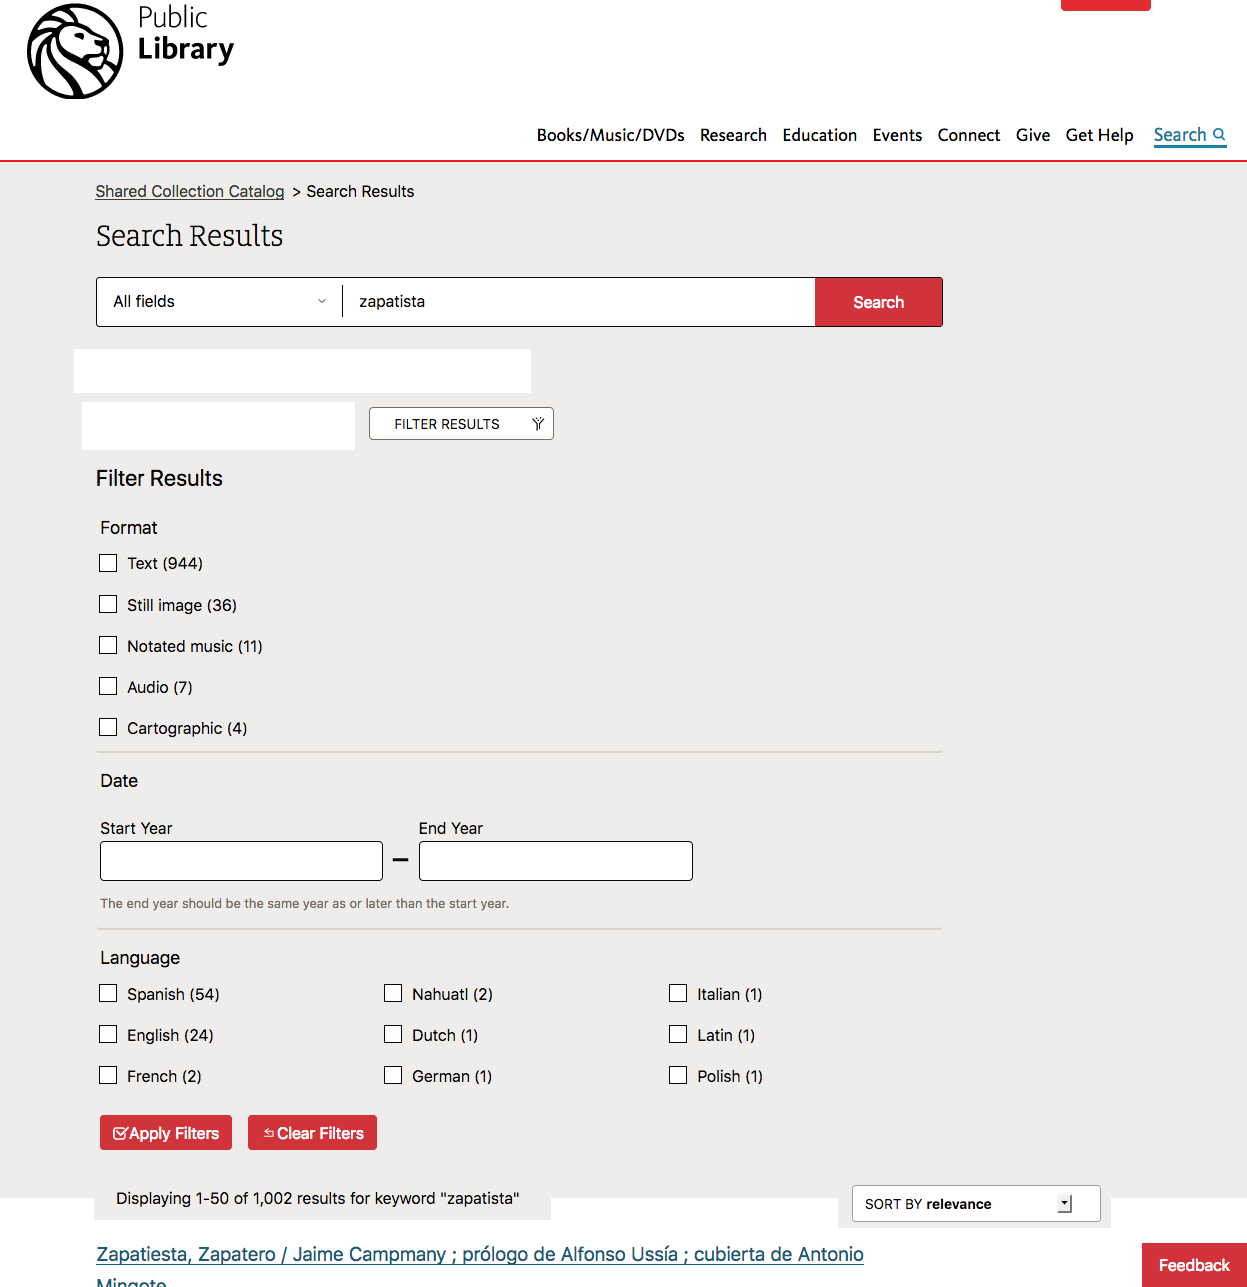 Public
Library
Books/Music/DVDs Research Education Events Connect Give Get Help Search
Shared Collection Catalog > Search Results
Search Results
All fields zapatista Search
FILTER RESULTS
Filter Results
Format
Text (944)
Still image (36)
Notated music (11)
Audio (7)
Cartographic (4)
Date
Start Year End Year
The end year should be the same year as or later than the start year.
Language
Spanish (54) Nahuatl (2) Italian (1)
English (24) Dutch (1) Latin (1)
French (2) German (1) Polish (1)
Apply Filters Clear Filters
Displaying 1-50 of 1,002 results for keyword "zapatista"
SORT BY relevance
Zapatiesta, Zapatero / Jaime Campmany ; prólogo de Alfonso Ussía ; cubierta de Antonio
Mingote
Feedback